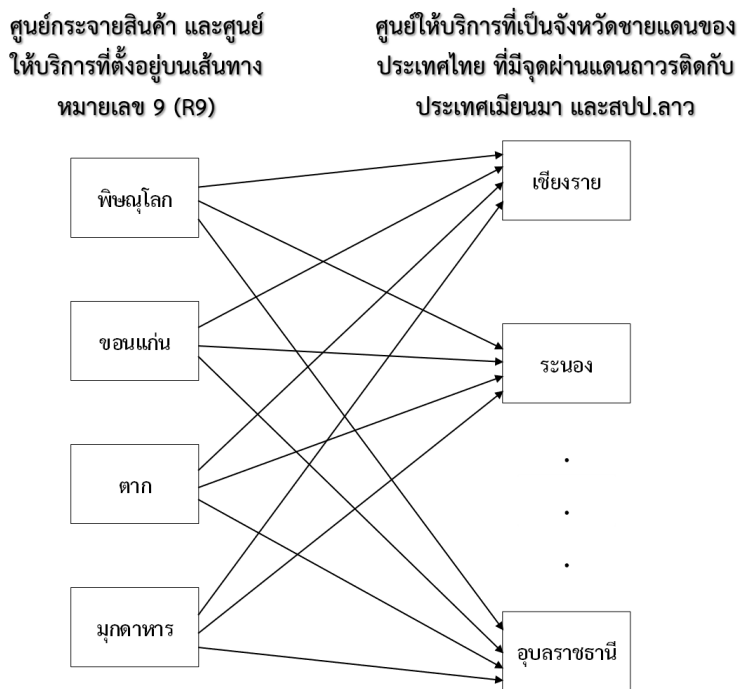 ศูนย์กระจายสินค้า และศูนย์
ให้บริการที่ตั้งอยู่บนเส้นทาง
หมายเลข 9 (R9)
ศูนย์ให้บริการที่เป็นจังหวัดชายแดนของ
ประเทศไทย ที่มีจุดผ่านแดนถาวรติดกับ
ประเทศเมียนมา และสปป.ลาว
พิษณุโลก
เชียงราย
ขอนแก่น
ระนอง
ตาก
.
.
.
มุกดาหาร
อุบลราชธานี